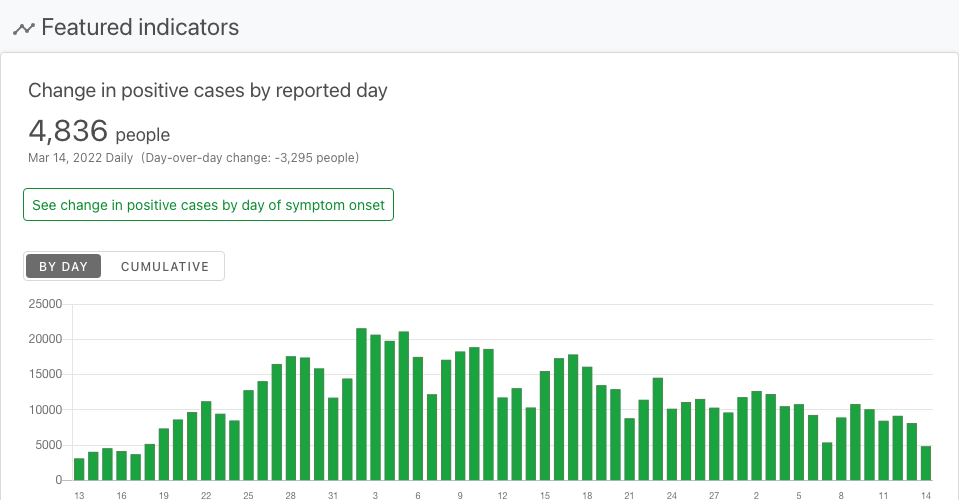 Featured indicators
Change in positive cases by reported day
4,836 people
Mar 14, 2022 Daily (Day-over-day change: -3,295 people)
See change in positive cases by day of symptom onset
BY DAY CUMULATIVE
25000
20000
15000
10000
5000
0
13 16 19 22 25 28 31 3 6 9 12 15 18 21 24 27 2 5 8 11 14